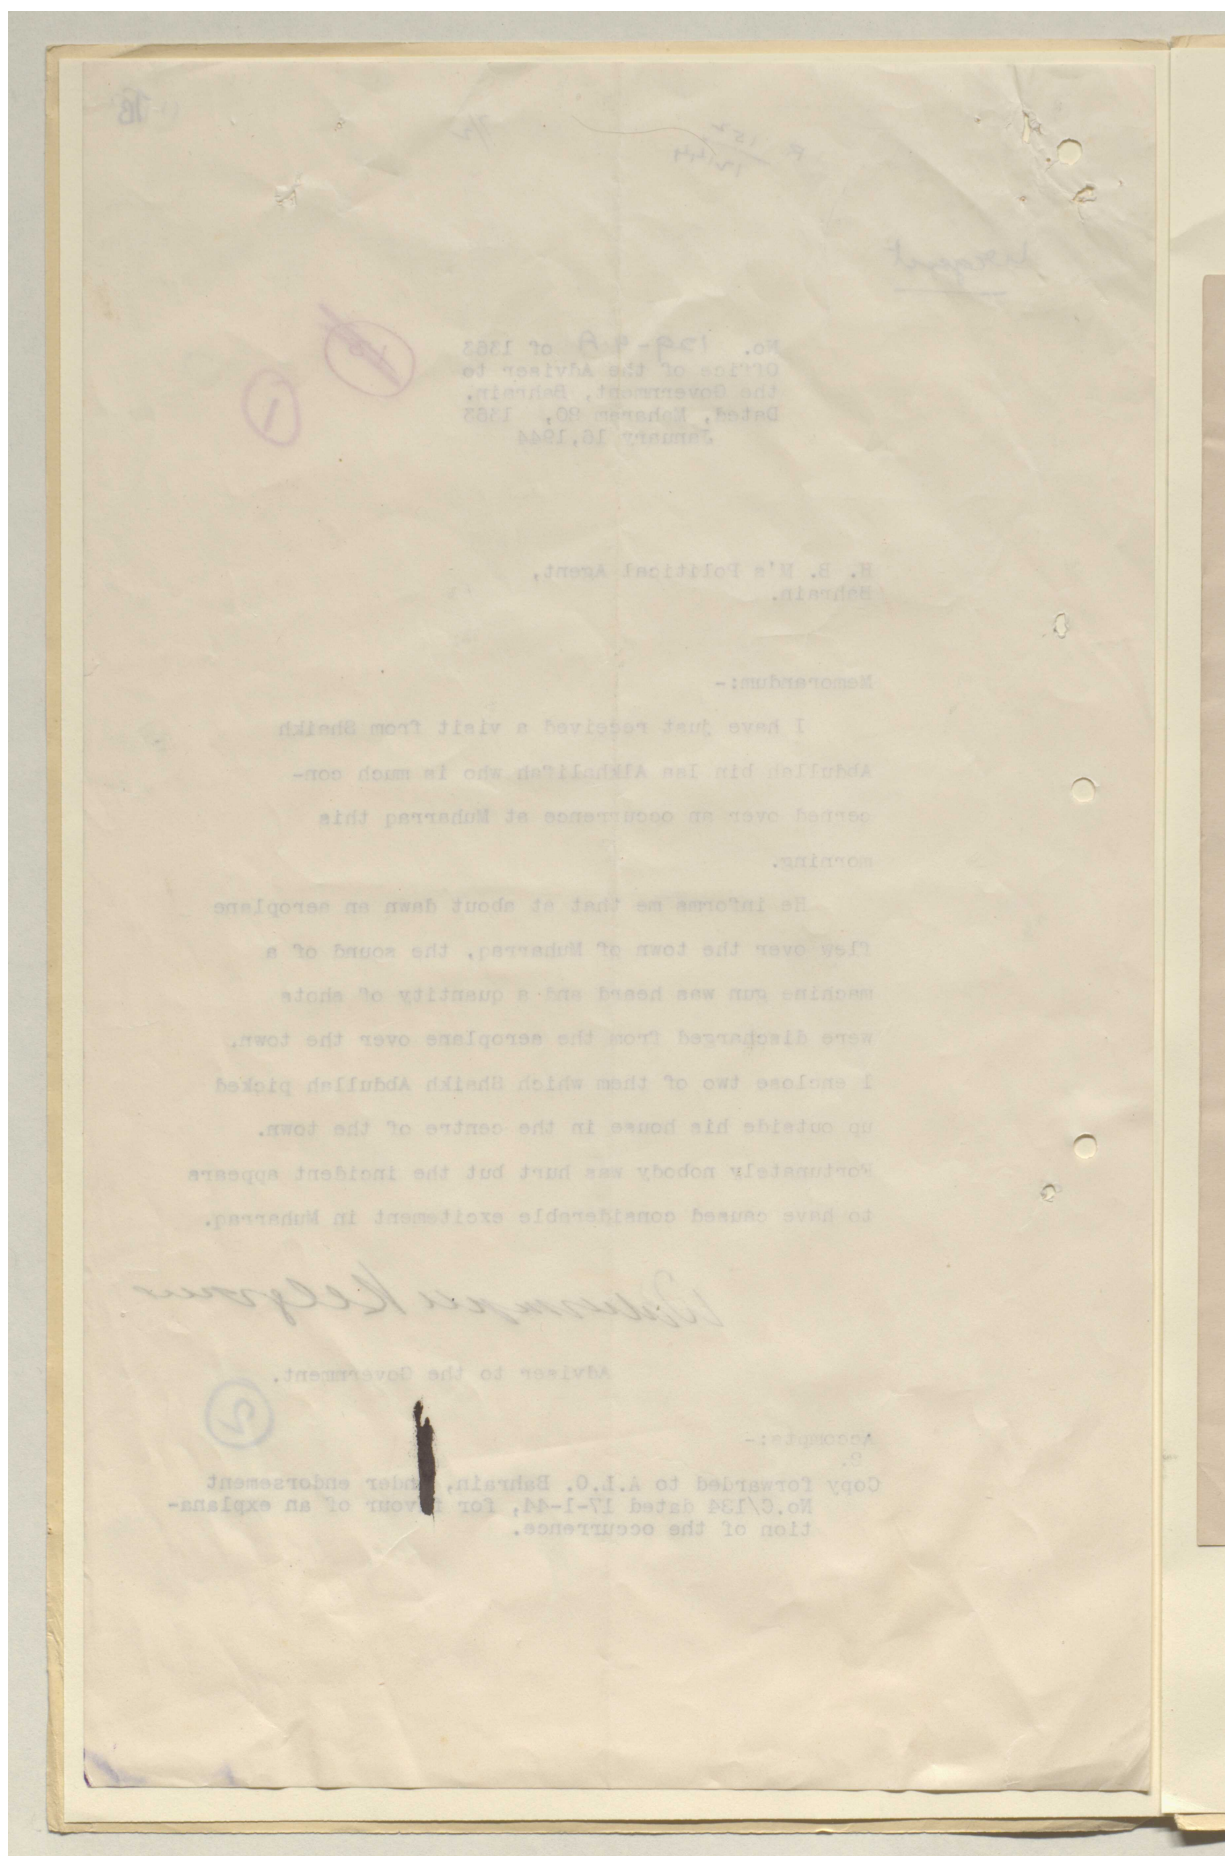 No. 129-9A of 1363
Office of the Adviser to
the Government, Bahrain.
Dated, Moharam 20, 1363
January 16,1944
H. B. M's Political Agent,
Bahrain.
Memorandum:-
I have just received a visit from Shaikh
Abdullah bin Isa Alkhalifah who is much con-
cerned over an occurrence at Muharraq this
morning.
He informs me that at about dawn an aeroplane
flew over the town of Muharraq, the sound of a
machine gun was heard and a quantity of shots
were discharged from the aeroplane over the town.
I enclose two of them which Shaikh Abdullah picked
up outside his house in the centre of the town.
Fortunately nobody was hurt but the incident appears
to have caused considerable excitement in Muharraq.
Adviser to the Government.
2
Accompts:-
2.
Copy forwarded to A.L.O. Bahrain, under endorsement
No.C/134 dated 17-1-44, for favour of an explana-
tion of the occurrence.